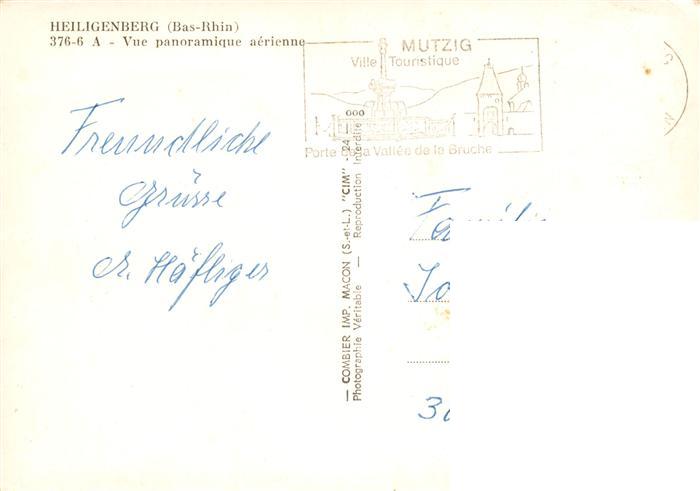 HEILIGENBERG (Bas-Rhin)
376-6 A - Vue panoramique aérienne
MUTZIG
Ville Touristique
Porte de la Vallée de la Bruche
Freundliche
Grüsse
Häfliger
— COMBIER IMP. MACON (S.-et-L.) "CIM" -
Photographie Véritable — Reproduction Interdite